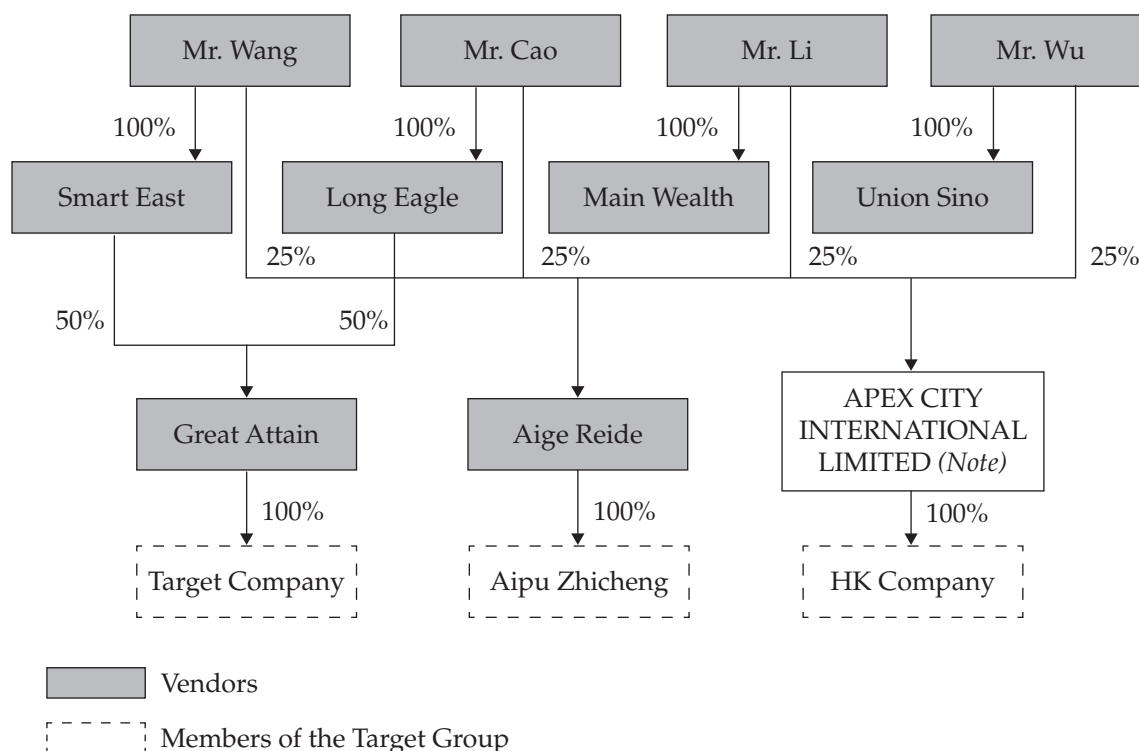 Mr. Wang
Mr. Cao
Mr. Li
Mr. Wu
100%
100%
100%
100%
Smart East
Long Eagle
Main Wealth
Union Sino
25%
25%
25%
25%
50%
50%
Great Attain
Aige Reide
APEX CITY
INTERNATIONAL
LIMITED (Note)
100%
100%
100%
Target Company
Aipu Zhicheng
HK Company
Vendors
Members of the Target Group